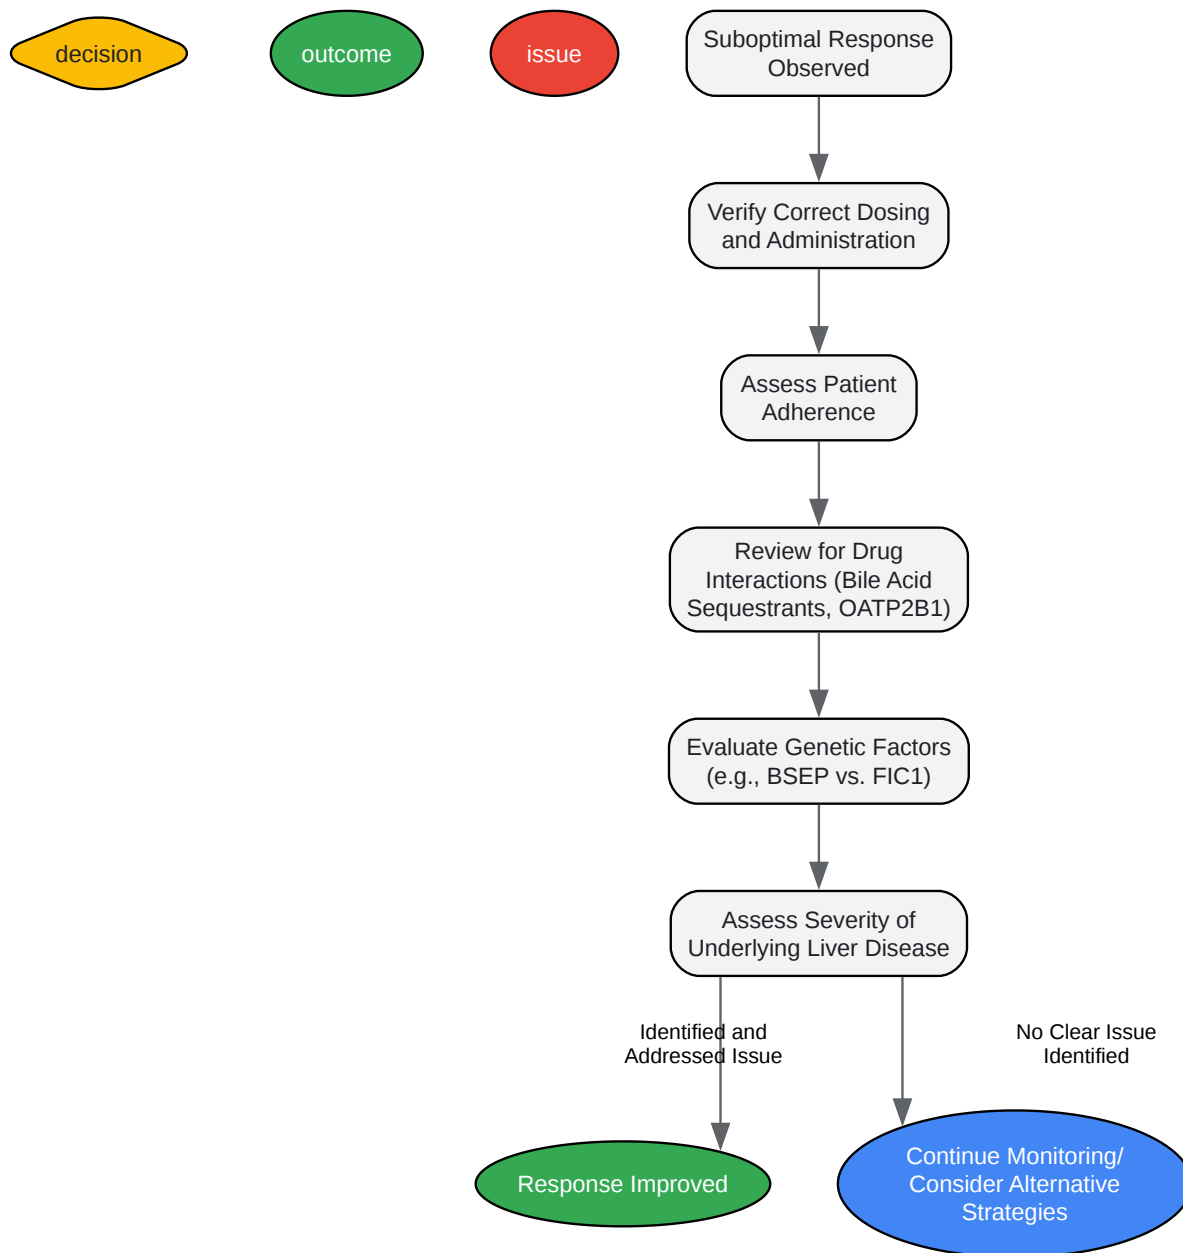 decision
outcome
issue
Suboptimal Response
Observed
Verify Correct Dosing
and Administration
Assess Patient
Adherence
Review for Drug
Interactions (Bile Acid
Sequestrants, OATP2B1)
Evaluate Genetic Factors
(e.g., BSEP vs. FIC1)
Assess Severity of
Underlying Liver Disease
Identified and
Addressed Issue
No Clear Issue
Identified
Response Improved
Continue Monitoring/
Consider Alternative
Strategies